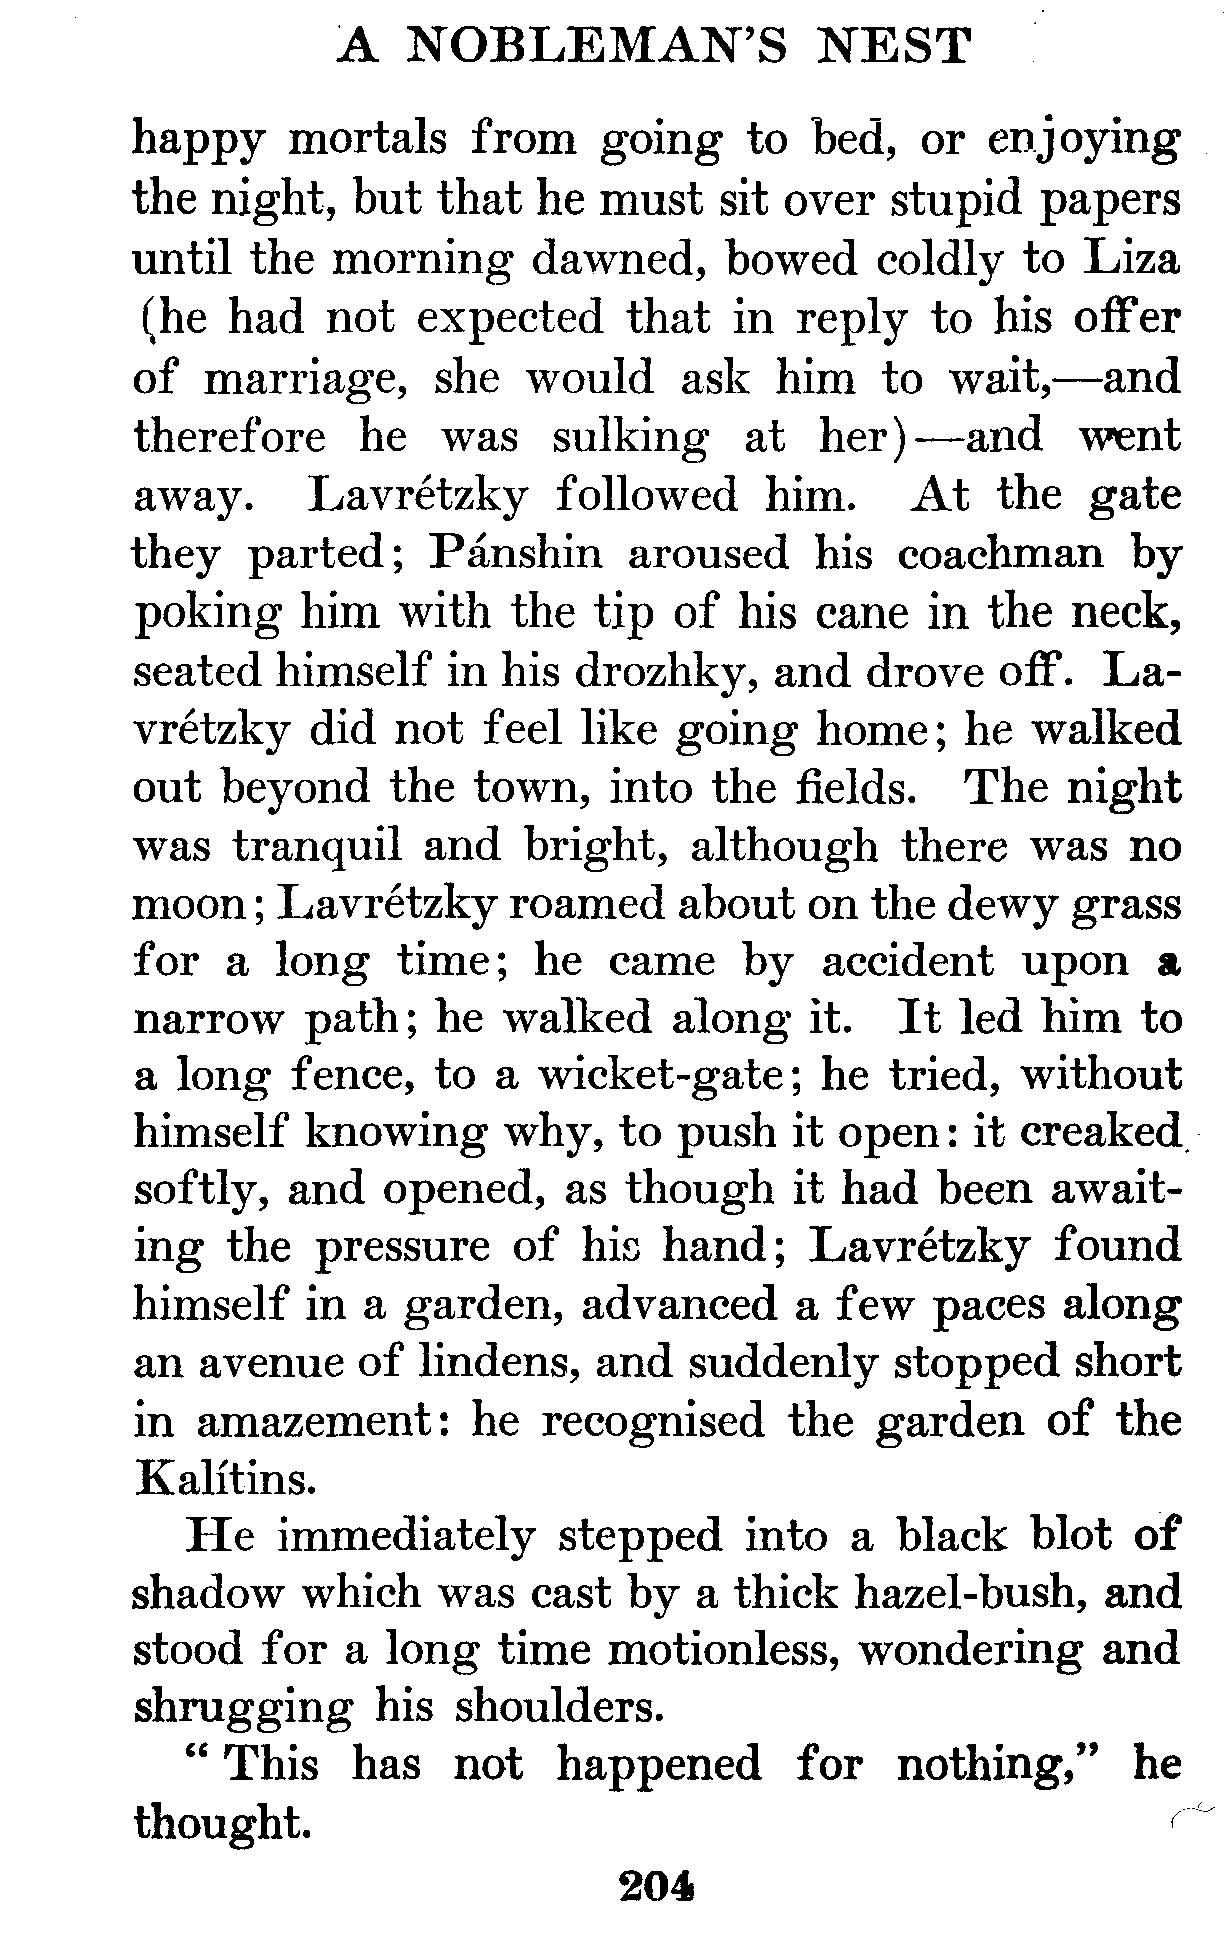 A NOBLEMAN'S NEST
happy mortals from going to bed, or enjoying
the night, but that he must sit over stupid papers
until the morning dawned, bowed coldly to Liza
(he had not expected that in reply to his offer
of marriage, she would ask him to wait,—and
therefore he was sulking at her)—and went
away. Lavrétzky followed him. At the gate
they parted; Pánshin aroused his coachman by
poking him with the tip of his cane in the neck,
seated himself in his drozhky, and drove off. La-
vrétzky did not feel like going home; he walked
out beyond the town, into the fields. The night
was tranquil and bright, although there was no
moon; Lavrétzky roamed about on the dewy grass
for a long time; he came by accident upon a
narrow path; he walked along it. It led him to
a long fence, to a wicket-gate; he tried, without
himself knowing why, to push it open: it creaked
softly, and opened, as though it had been await-
ing the pressure of his hand; Lavrétzky found
himself in a garden, advanced a few paces along
an avenue of lindens, and suddenly stopped short
in amazement: he recognised the garden of the
Kalítins.
He immediately stepped into a black blot of
shadow which was cast by a thick hazel-bush, and
stood for a long time motionless, wondering and
shrugging his shoulders.
“ This has not happened for nothing,” he
thought.
204